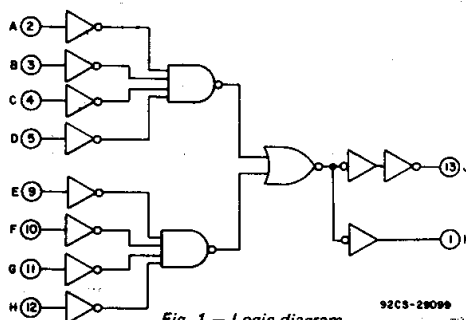 A 2
B 3
C 4
D 5
E 9
F 10
G 11
H 12
13 J
1
92CS-29099
Fig. 1 — Logic diagram